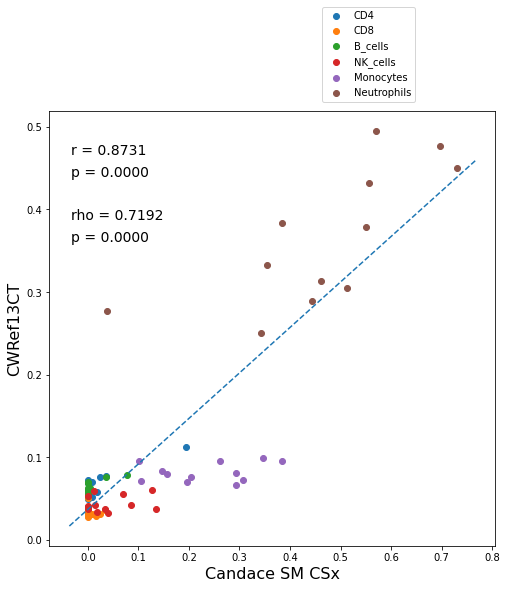 CD4
CD8
B_cells
NK_cells
Monocytes
Neutrophils
r = 0.8731
p = 0.0000
rho = 0.7192
p = 0.0000
0.5
0.4
0.3
0.2
0.1
0.0
CWRef13CT
0.0 0.1 0.2 0.3 0.4 0.5 0.6 0.7 0.8
Candace SM CSx